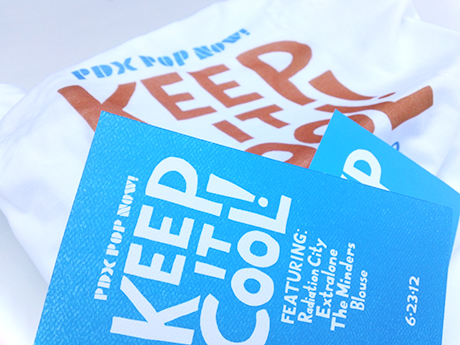 PDX POP NOW!
KEEP
IT
PDX POP NOW!
KEEP
IT
COOL!
FEATURING:
Radiation City
Extralone
The Minders
Blouse
6·23·12